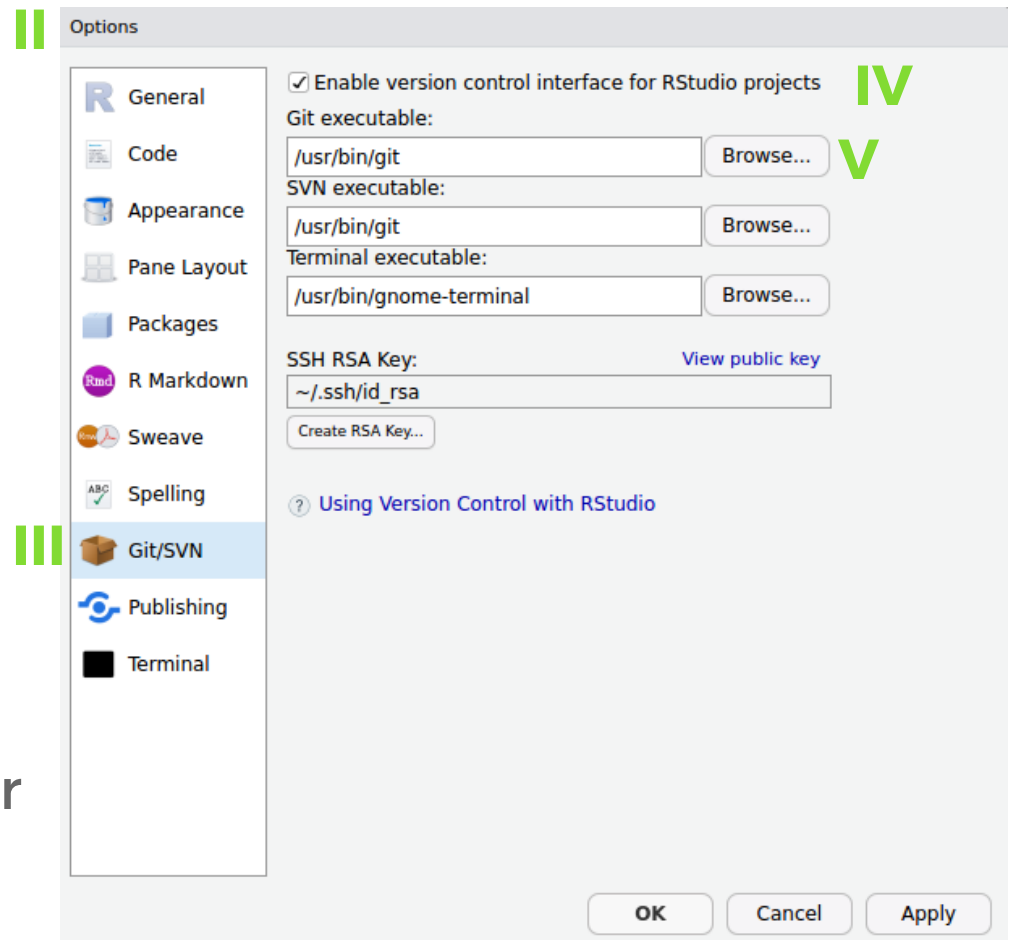 II
Options
General
Code
Appearance
Pane Layout
Packages
Rmd R Markdown
Rnw Sweave
ABC Spelling
III Git/SVN
Publishing
Terminal
Enable version control interface for RStudio projects IV
Git executable:
/usr/bin/git Browse... V
SVN executable:
/usr/bin/git Browse...
Terminal executable:
/usr/bin/gnome-terminal Browse...
SSH RSA Key: View public key
~/.ssh/id_rsa
Create RSA Key...
? Using Version Control with RStudio
r
OK Cancel Apply